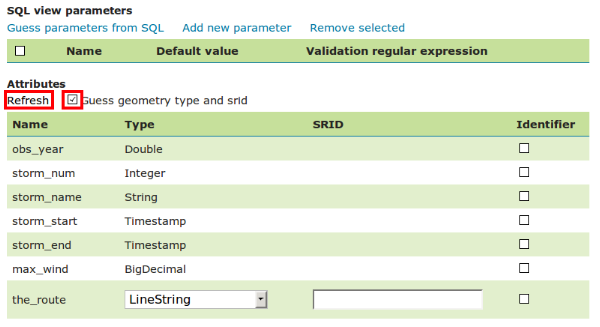 SQL view parameters
Guess parameters from SQL Add new parameter Remove selected
Name Default value Validation regular expression
Attributes
Refresh Guess geometry type and srid
Name Type SRID Identifier
obs_year Double
storm_num Integer
storm_name String
storm_start Timestamp
storm_end Timestamp
max_wind BigDecimal
the_route LineString